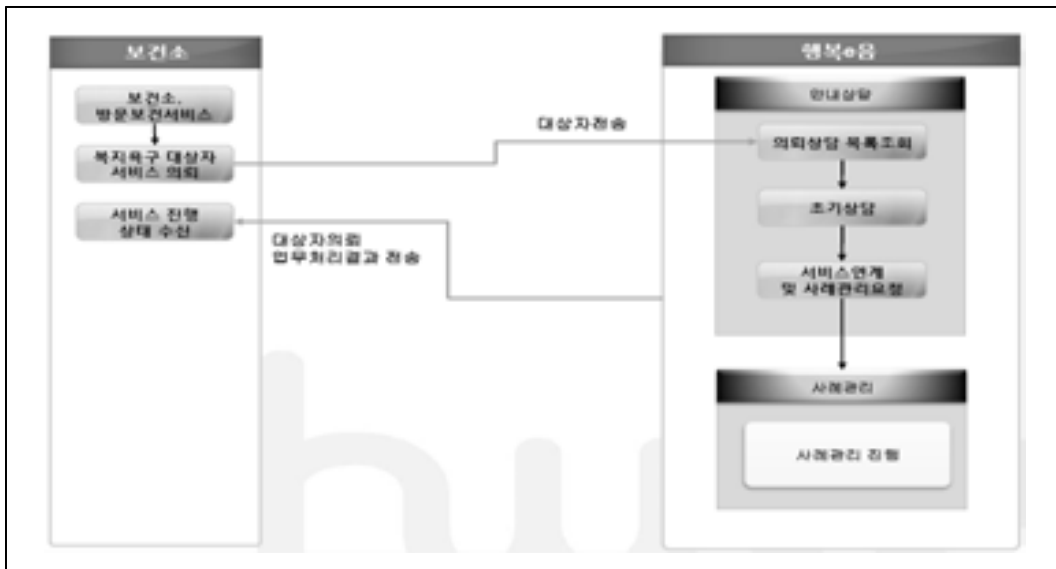 보건소
보건소,
방문보건서비스
복지욕구 대상자
서비스 의뢰
서비스 진행
상태 수신
대상자전송
대상자의뢰
업무처리결과 전송
행복e음
안내상담
의뢰상담 목록조회
초기상담
서비스연계
및 사례관리요청
사례관리
사례관리 진행
hu